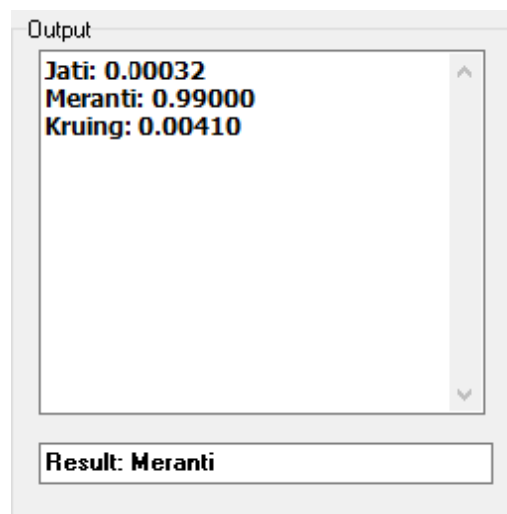 Output
Jati: 0.00032
Meranti: 0.99000
Kruing: 0.00410
Result: Meranti